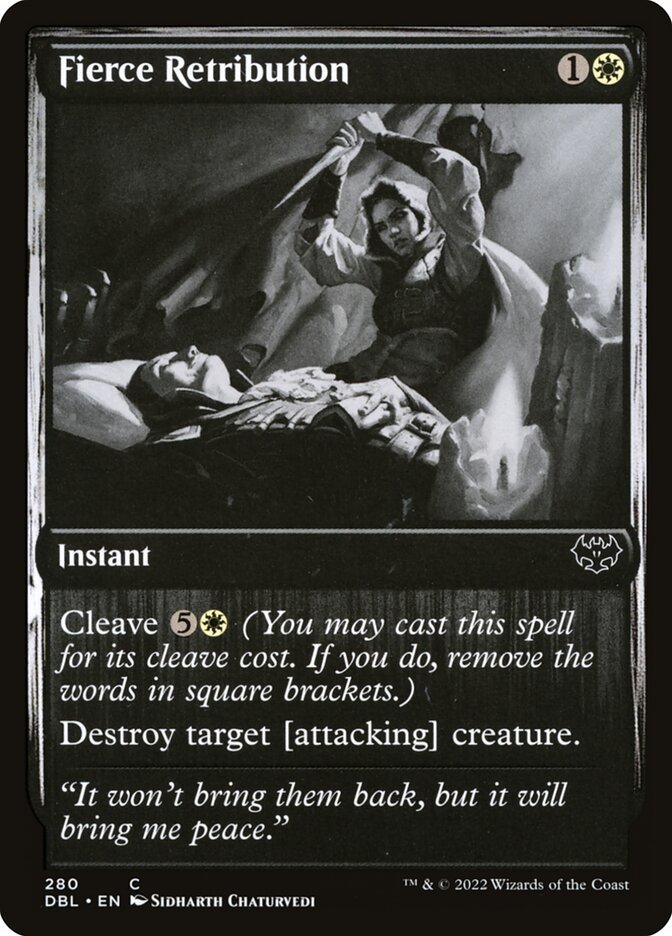 Fierce Retribution 1
Instant
Cleave 5 (You may cast this spell
for its cleave cost. If you do, remove the
words in square brackets.)
Destroy target [attacking] creature.
“It won’t bring them back, but it will
bring me peace.”
280 C
DBL • EN Sidharth Chaturvedi
™ & © 2022 Wizards of the Coast